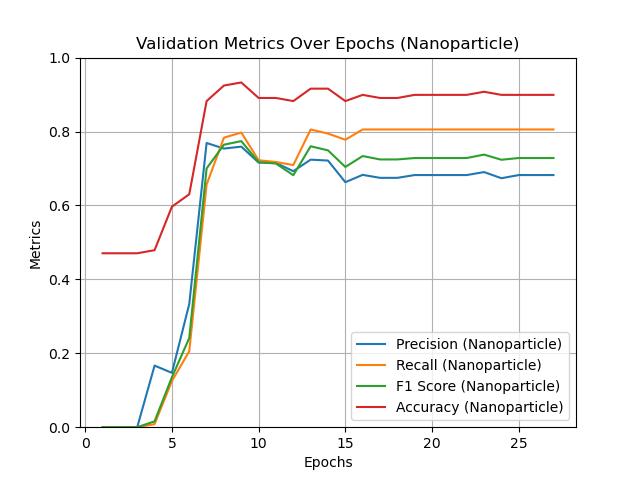 Validation Metrics Over Epochs (Nanoparticle)
1.0
0.8
0.6
0.4
0.2
0.0
Metrics
0 5 10 15 20 25
Epochs
Precision (Nanoparticle)
Recall (Nanoparticle)
F1 Score (Nanoparticle)
Accuracy (Nanoparticle)